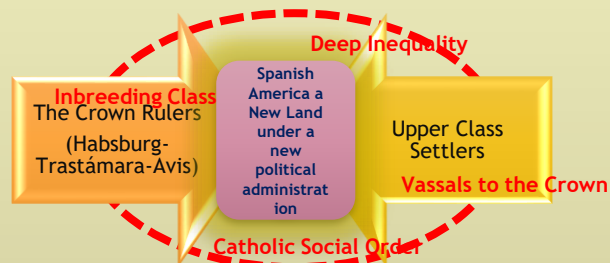 Deep Inequality
Inbreeding Class
The Crown Rulers
(Habsburg-
Trastámara-Avis)
Spanish
America a
New Land
under a
new
political
administrat
ion
Upper Class
Settlers
Vassals to the Crown
Catholic Social Order